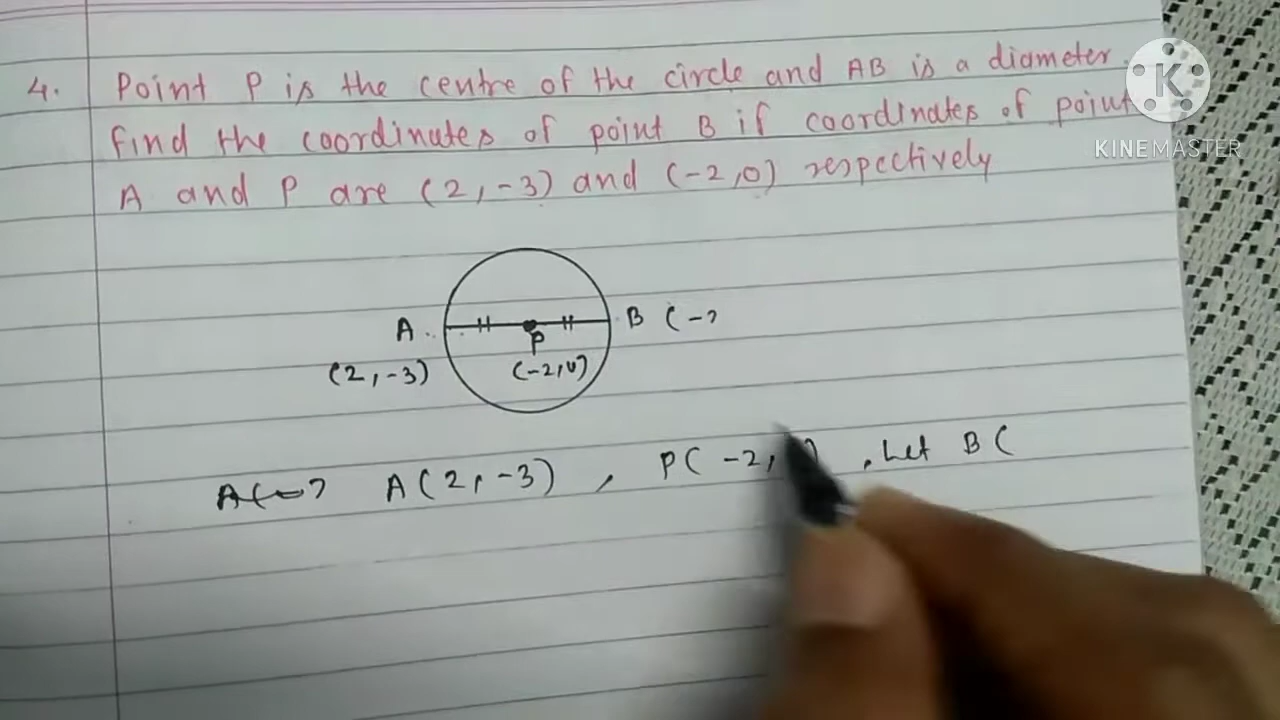 4. Point P is the centre of the circle and AB is a diameter.
find the coordinates of point B if coordinates of point
A and P are (2,-3) and (-2,0) respectively
KINEMASTER
A B (-2
P
(2,-3) (-2,0)
A(2,-3) , P(-2, , Let B(